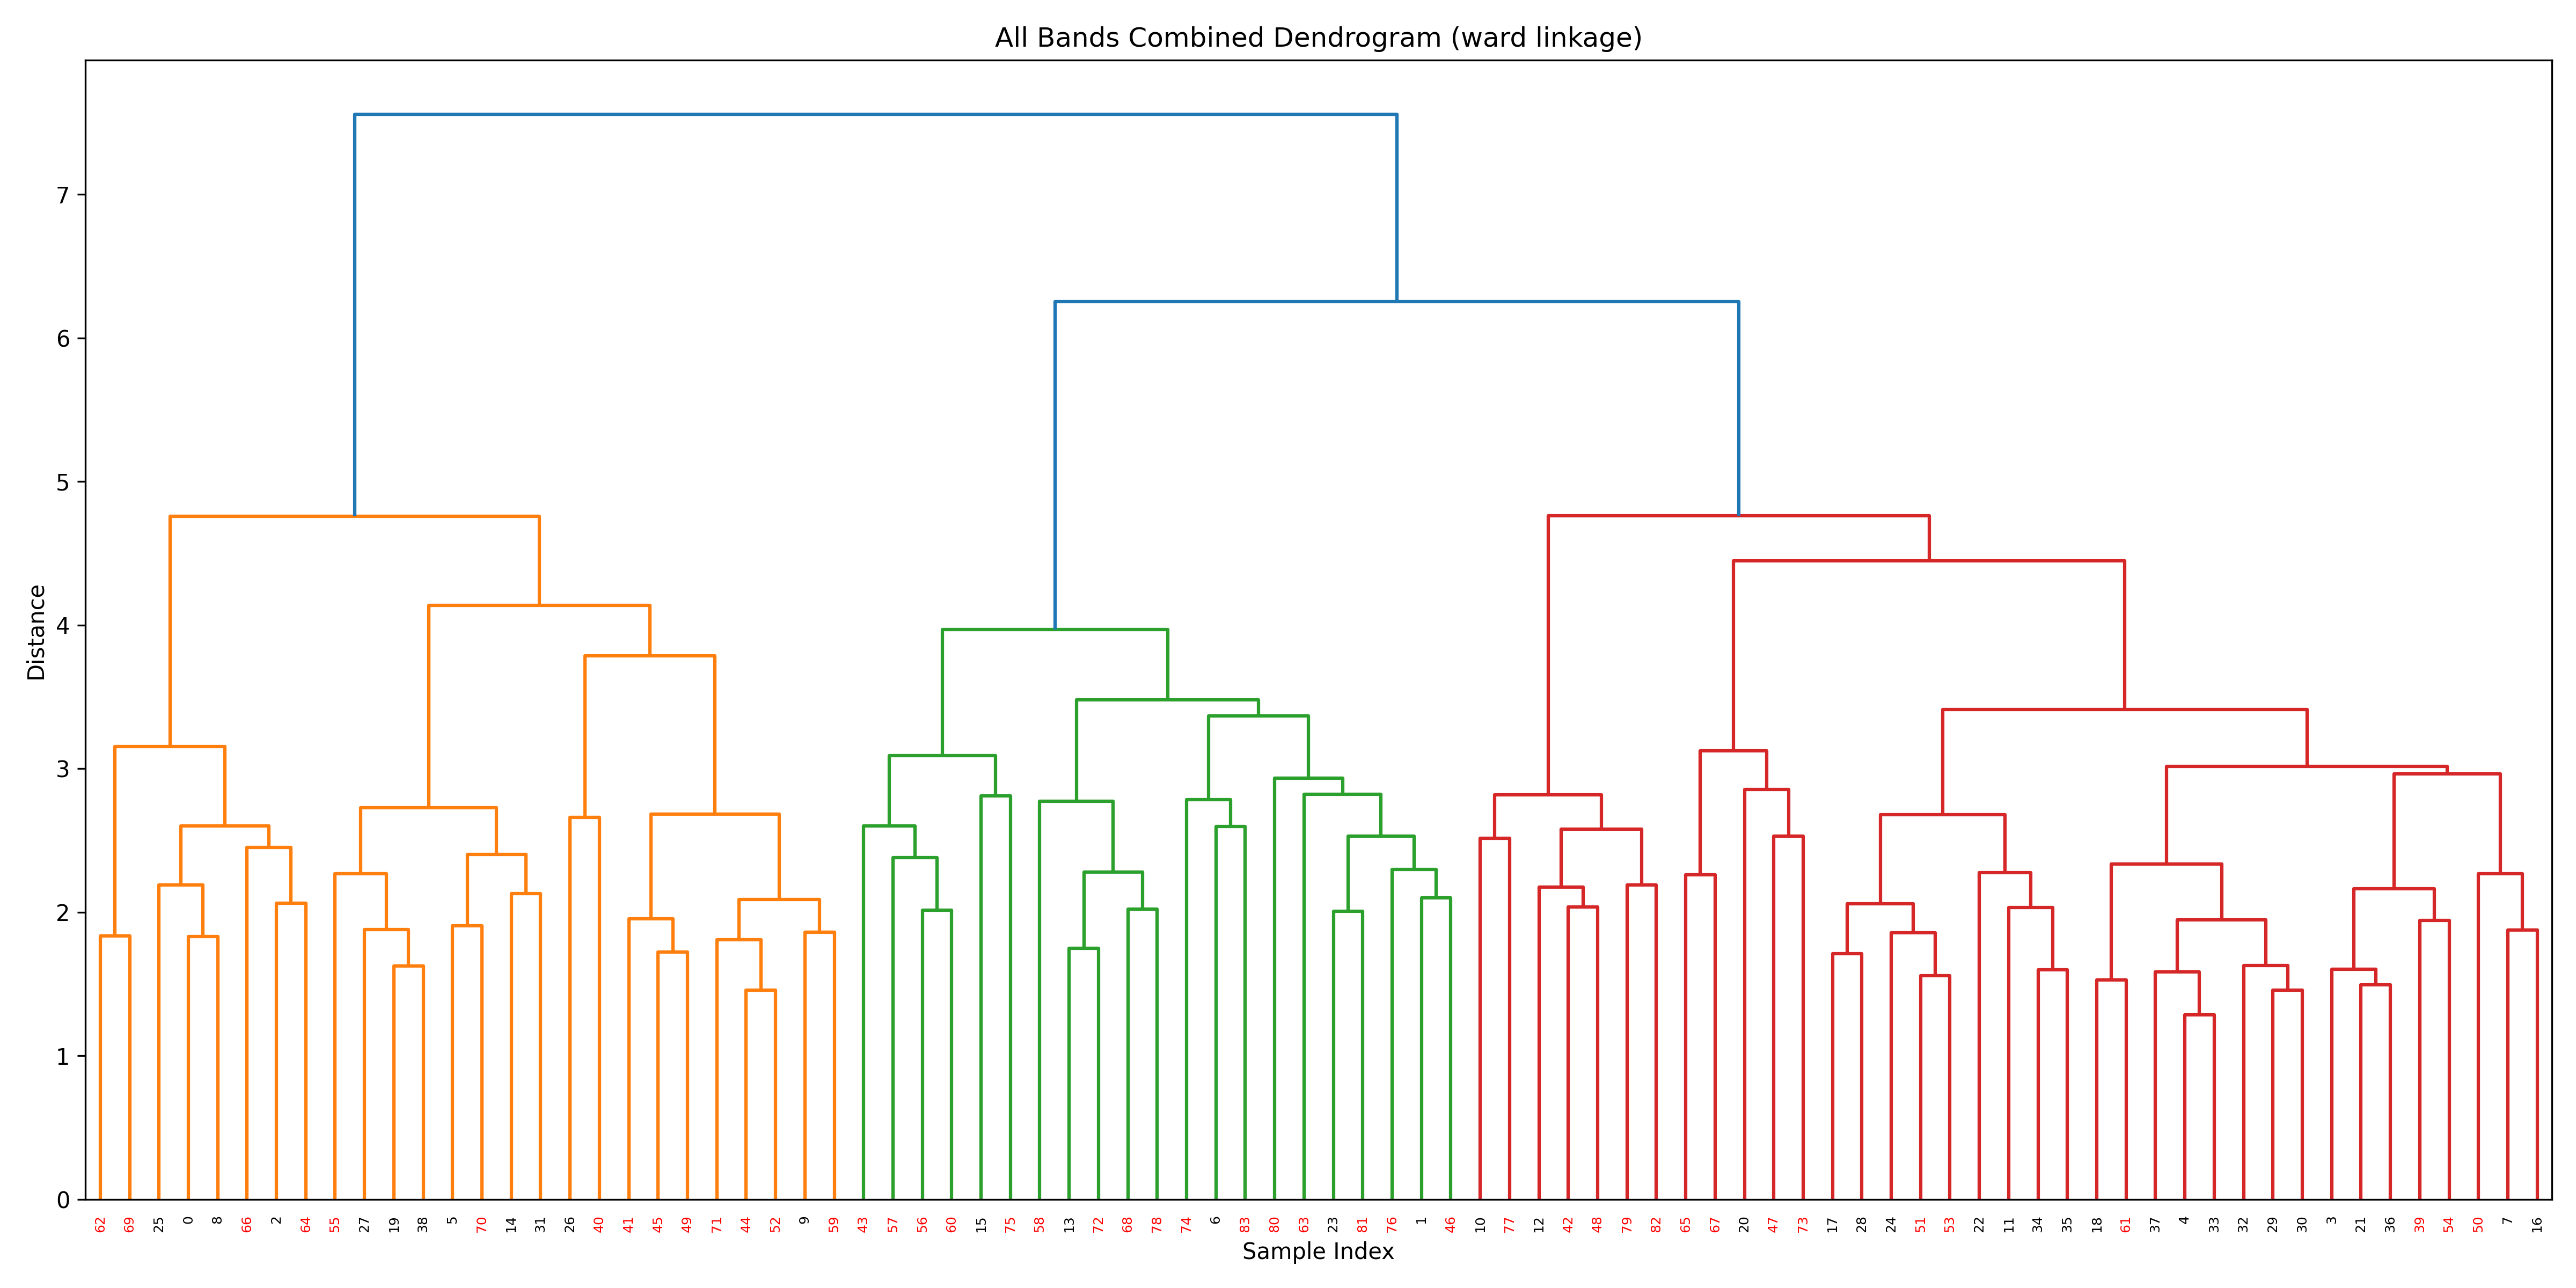 All Bands Combined Dendrogram (ward linkage)
7
6
5
4
3
2
1
0
Distance
62 69 25 0 8 66 2 64 55 27 19 38 5 70 14 31 26 40 41 45 49 71 44 52 9 59 43 57 56 60 15 75 58 13 72 68 78 74 6 83 80 63 23 81 76 1 46 10 77 12 42 48 79 82 65 67 20 47 73 17 28 24 51 53 22 11 34 35 18 61 37 4 33 32 29 30 3 21 36 39 54 50 7 16
Sample Index